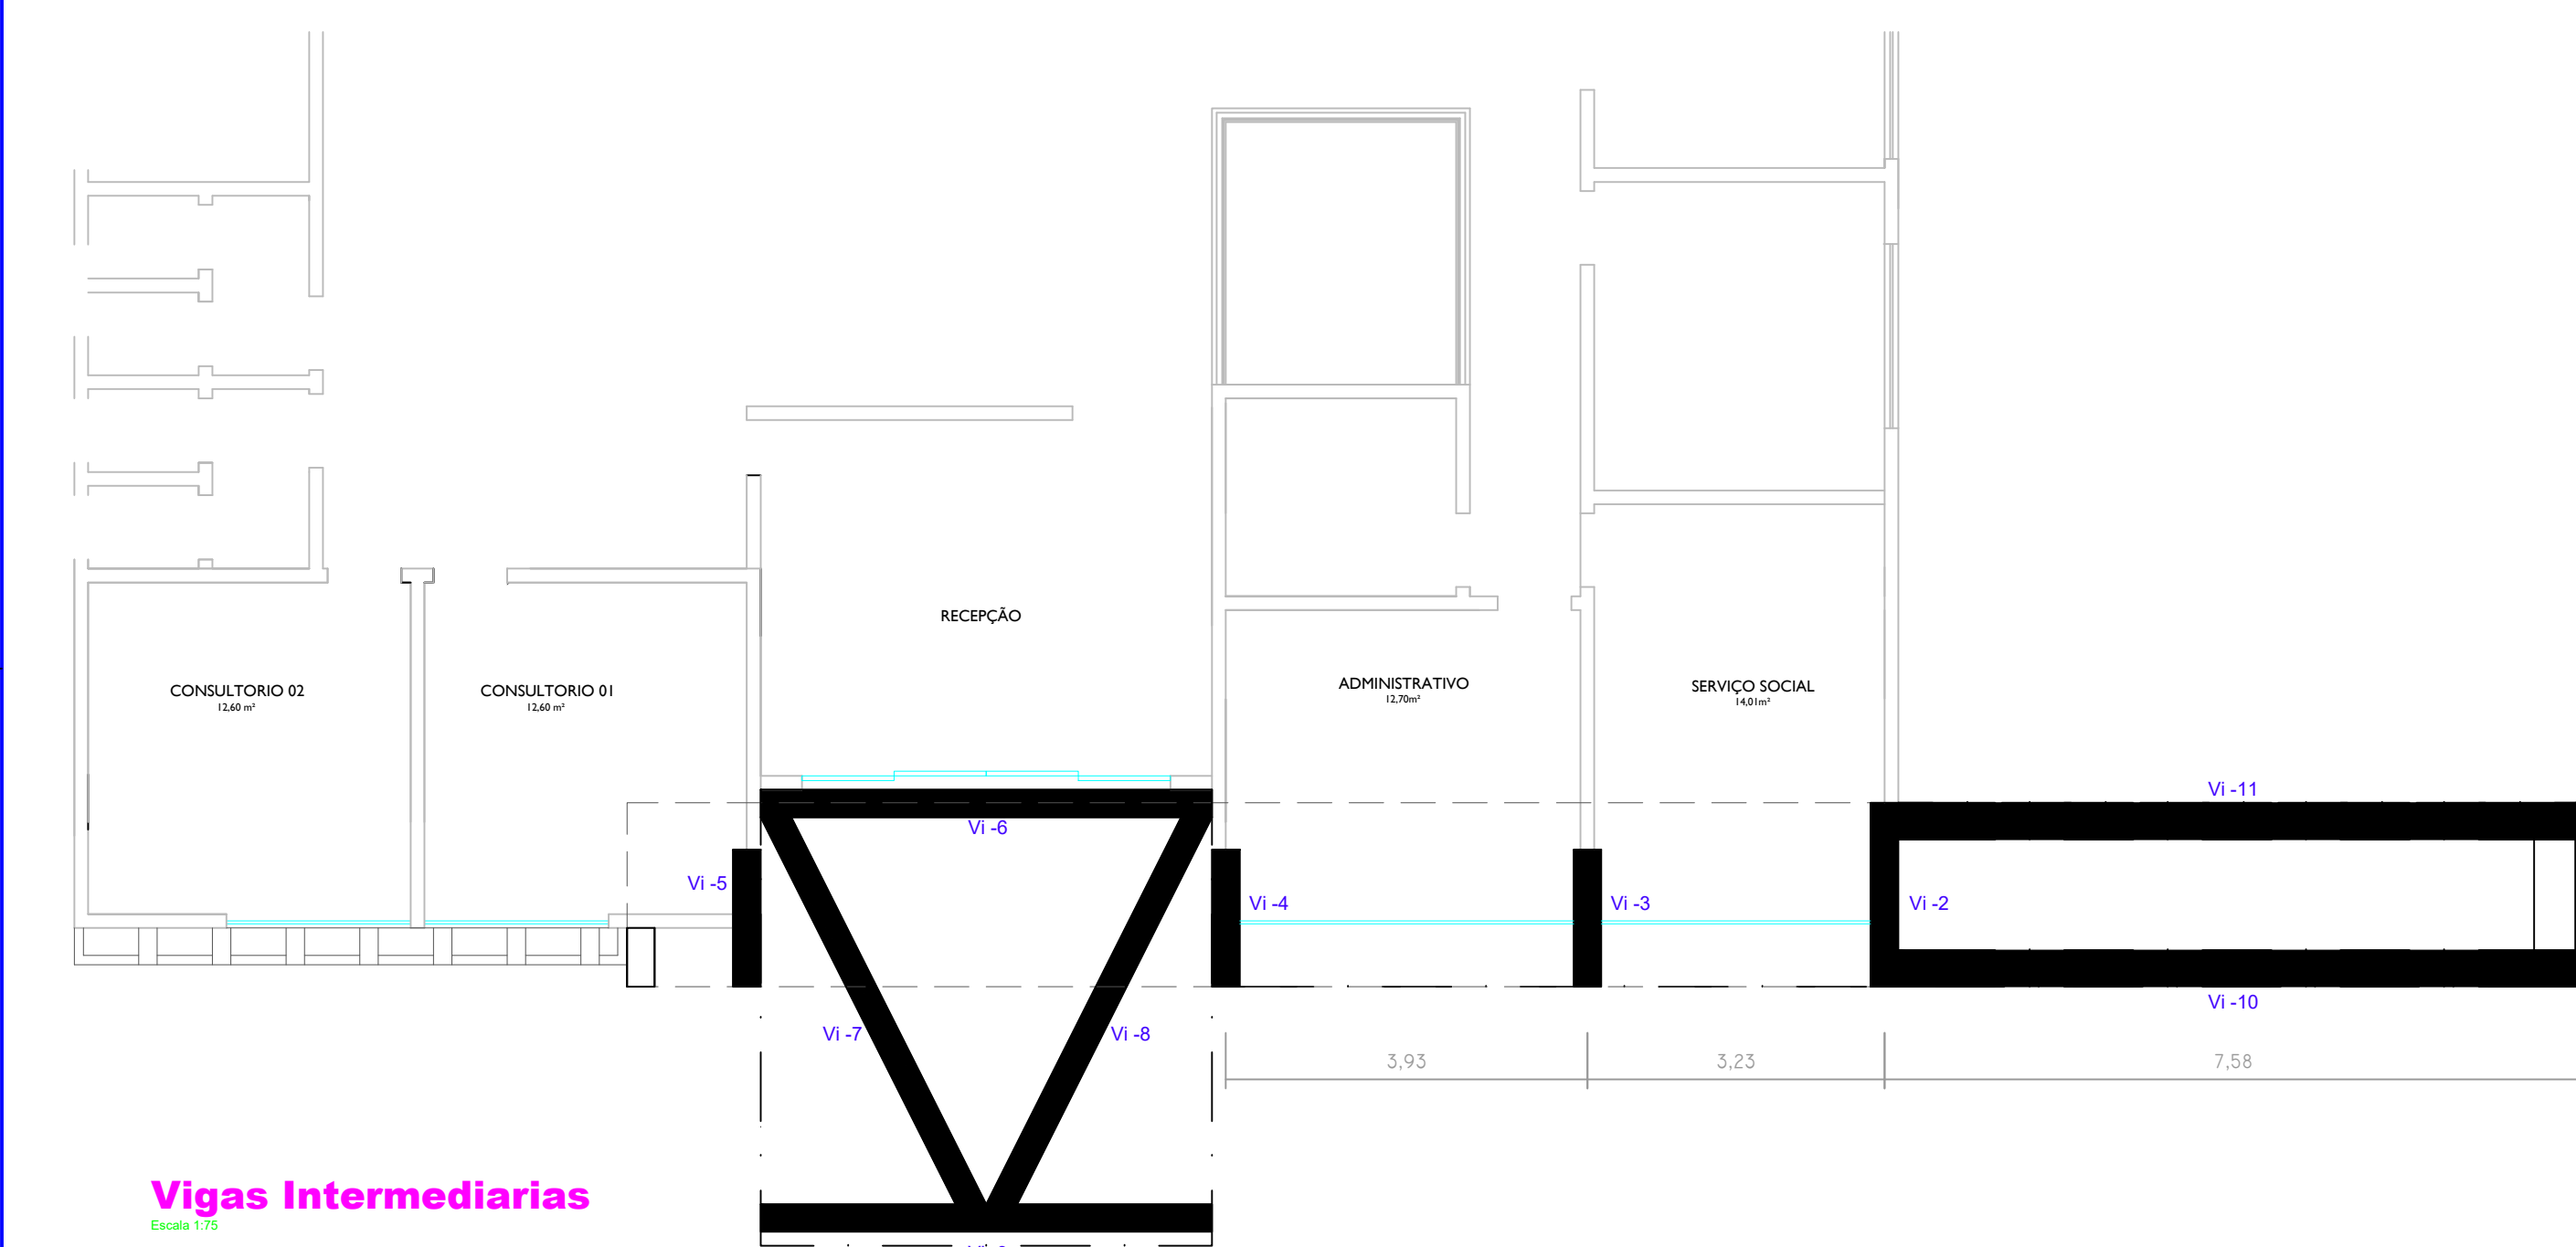 RECEPÇÃO
ADMINISTRATIVO
12,70m²
SERVIÇO SOCIAL
14,01m²
CONSULTORIO 02
12,60 m²
CONSULTORIO 01
12,60 m²
Vi -11
Vi -6
Vi -5
Vi -4
Vi -3
Vi -2
Vi -10
Vi -7
Vi -8
3,93
3,23
7,58
Vigas Intermediarias
Escala 1:75